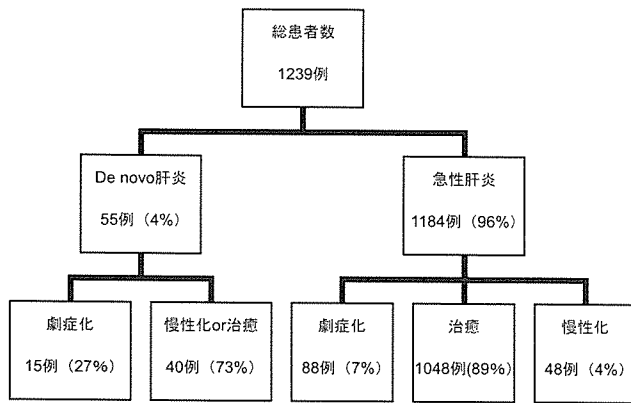 総患者数
1239例
De novo肝炎
55例（4%）
急性肝炎
1184例（96%）
劇症化
15例（27%）
慢性化or治癒
40例（73%）
劇症化
88例（7%）
治癒
1048例(89%)
慢性化
48例（4%）